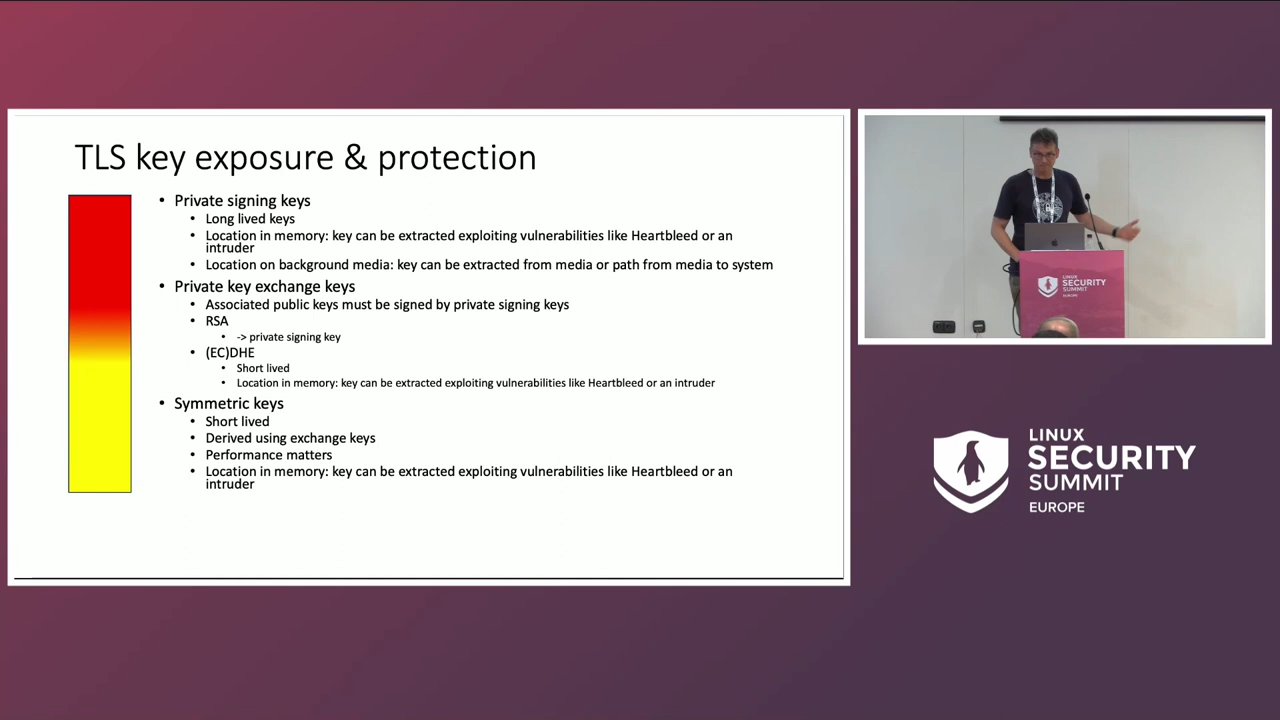 TLS key exposure & protection
• Private signing keys
• Long lived keys
• Location in memory: key can be extracted exploiting vulnerabilities like Heartbleed or an
intruder
• Location on background media: key can be extracted from media or path from media to system
• Private key exchange keys
• Associated public keys must be signed by private signing keys
• RSA
• -> private signing key
• (EC)DHE
• Short lived
• Location in memory: key can be extracted exploiting vulnerabilities like Heartbleed or an intruder
• Symmetric keys
• Short lived
• Derived using exchange keys
• Performance matters
• Location in memory: key can be extracted exploiting vulnerabilities like Heartbleed or an
intruder
LINUX
SECURITY
SUMMIT
EUROPE
LINUX
SECURITY
SUMMIT
EUROPE